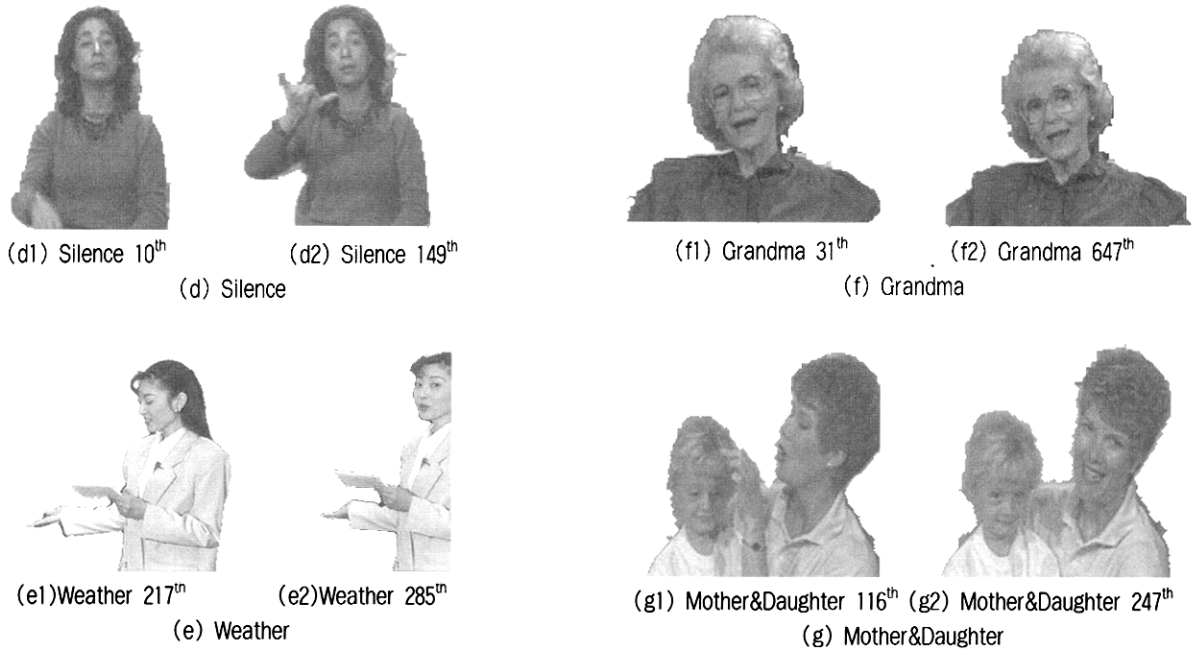 (d1) Silence 10th
(d2) Silence 149th
(d) Silence
(f1) Grandma 31th
(f2) Grandma 647th
(f) Grandma
(e1)Weather 217th
(e2)Weather 285th
(e) Weather
(g1) Mother&Daughter 116th
(g2) Mother&Daughter 247th
(g) Mother&Daughter